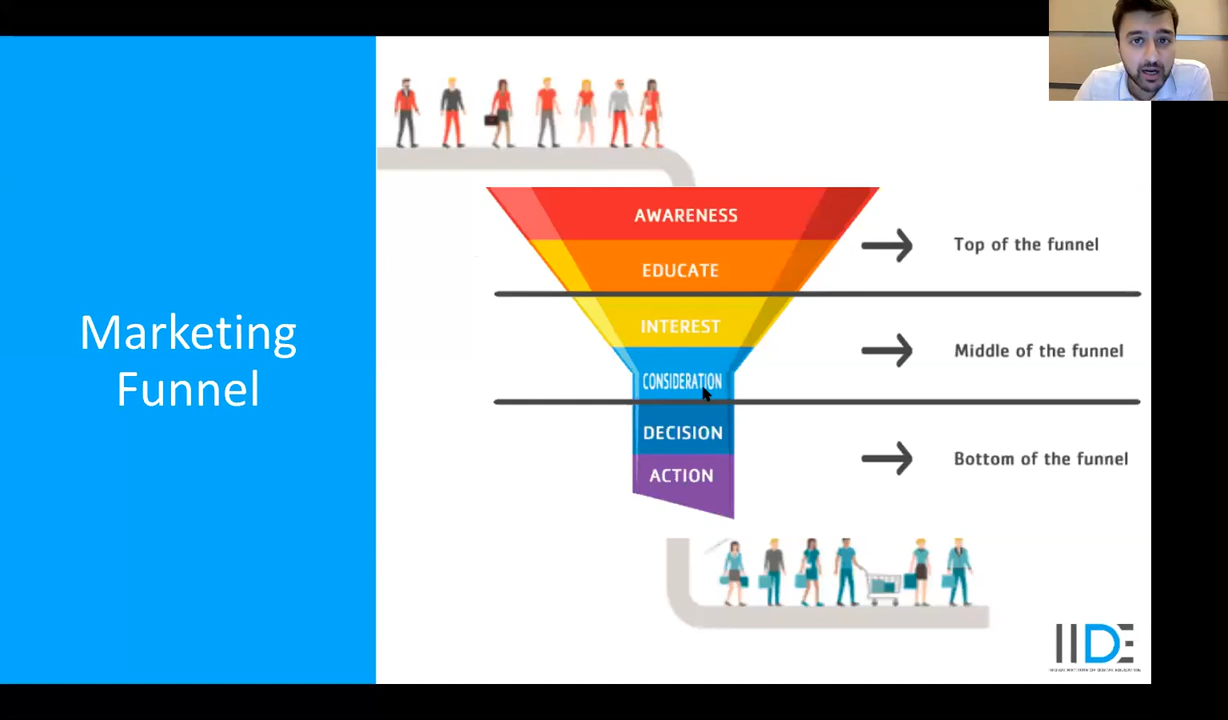 Marketing
Funnel
AWARENESS
EDUCATE
Top of the funnel
INTEREST
CONSIDERATION
Middle of the funnel
DECISION
ACTION
Bottom of the funnel
IIDE